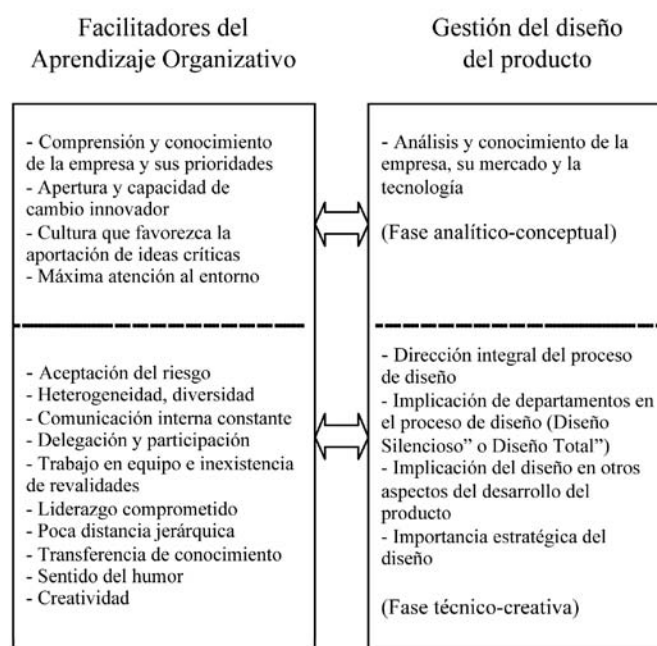 Facilitadores del
Aprendizaje Organizativo
- Comprensión y conocimiento
de la empresa y sus prioridades
- Apertura y capacidad de
cambio innovador
- Cultura que favorezca la
aportación de ideas críticas
- Máxima atención al entorno
- Aceptación del riesgo
- Heterogeneidad, diversidad
- Comunicación interna constante
- Delegación y participación
- Trabajo en equipo e inexistencia
de revalidades
- Liderazgo comprometido
- Poca distancia jerárquica
- Transferencia de conocimiento
- Sentido del humor
- Creatividad
Gestión del diseño
del producto
- Análisis y conocimiento de la
empresa, su mercado y la
tecnología
(Fase analítico-conceptual)
- Dirección integral del proceso
de diseño
- Implicación de departamentos en
el proceso de diseño (Diseño
Silencioso” o Diseño Total”)
- Implicación del diseño en otros
aspectos del desarrollo del
producto
- Importancia estratégica del
diseño
(Fase técnico-creativa)